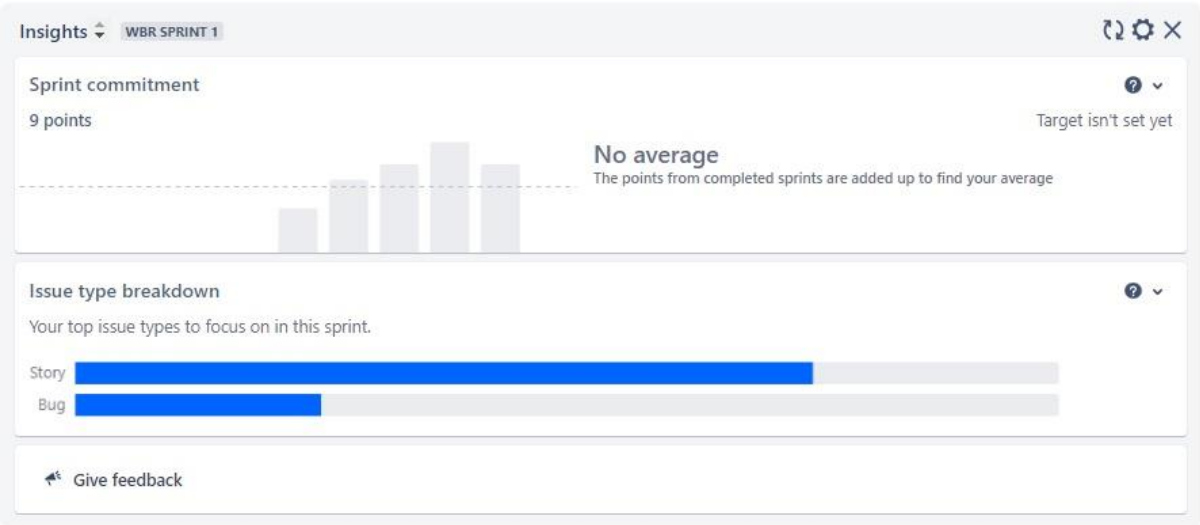 Insights WBR SPRINT 1
Sprint commitment
9 points
Target isn't set yet
No average
The points from completed sprints are added up to find your average
Issue type breakdown
Your top issue types to focus on in this sprint.
Story
Bug
Give feedback